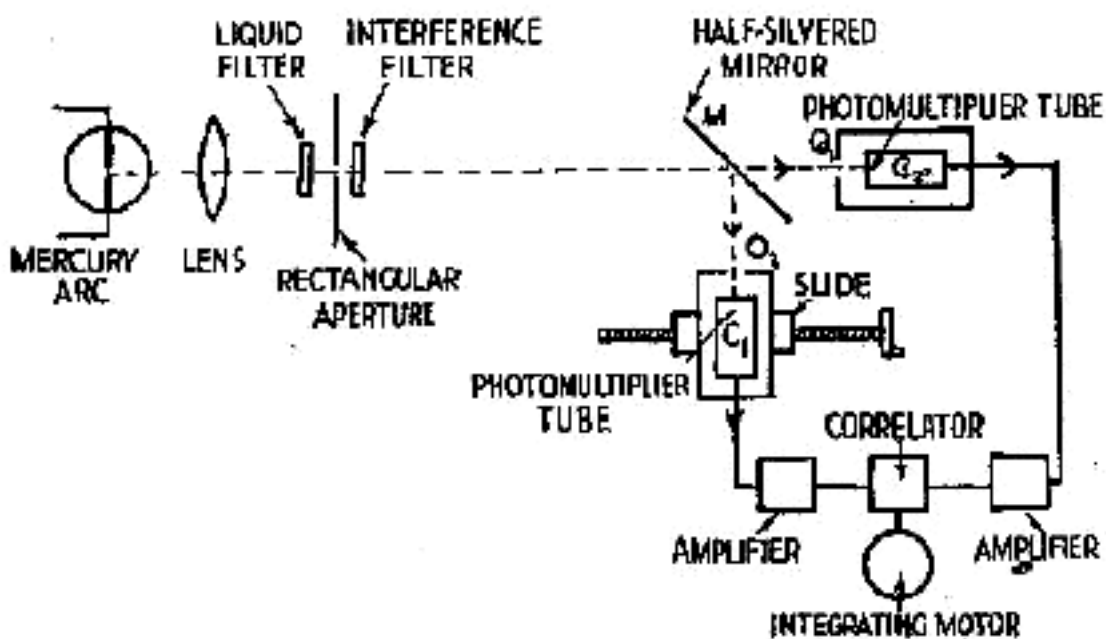 LIQUID
FILTER
INTERFERENCE
FILTER
HALF-SILVERED
MIRROR
M
PHOTOMULTIPLIER TUBE
MERCURY
ARC
LENS
RECTANGULAR
APERTURE
SLIDE
C₁
PHOTOMULTIPLIER
TUBE
CORRELATOR
AMPLIFIER
AMPLIFIER
INTEGRATING MOTOR